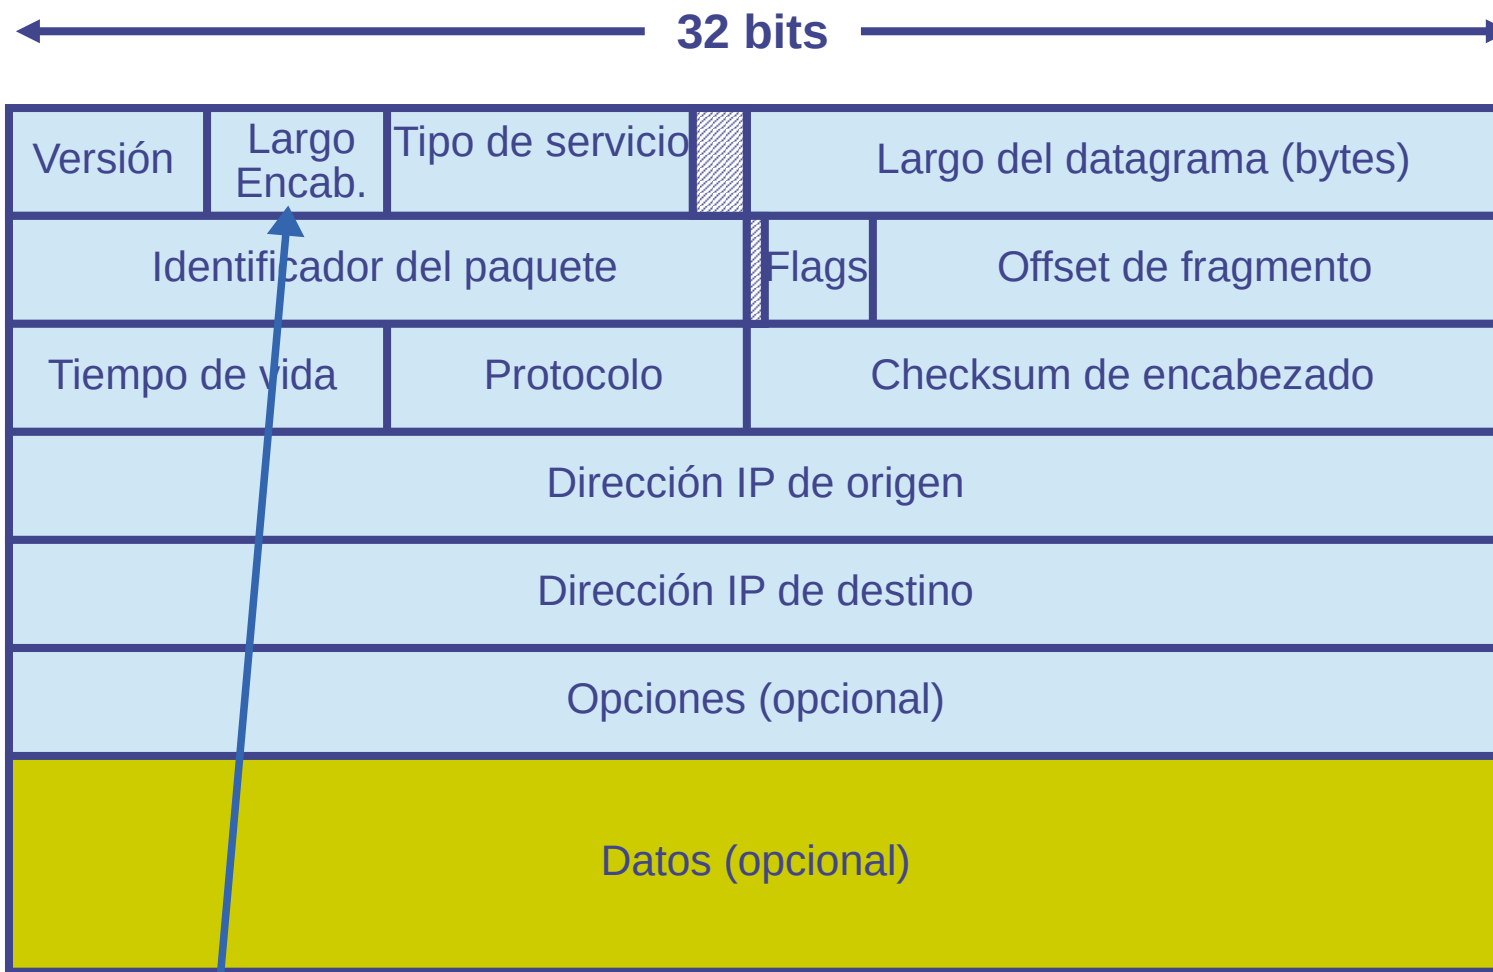 32 bits
Versión
Largo
Encab.
Tipo de servicio
Largo del datagrama (bytes)
Identificador del paquete
Flags
Offset de fragmento
Tiempo de vida
Protocolo
Checksum de encabezado
Dirección IP de origen
Dirección IP de destino
Opciones (opcional)
Datos (opcional)